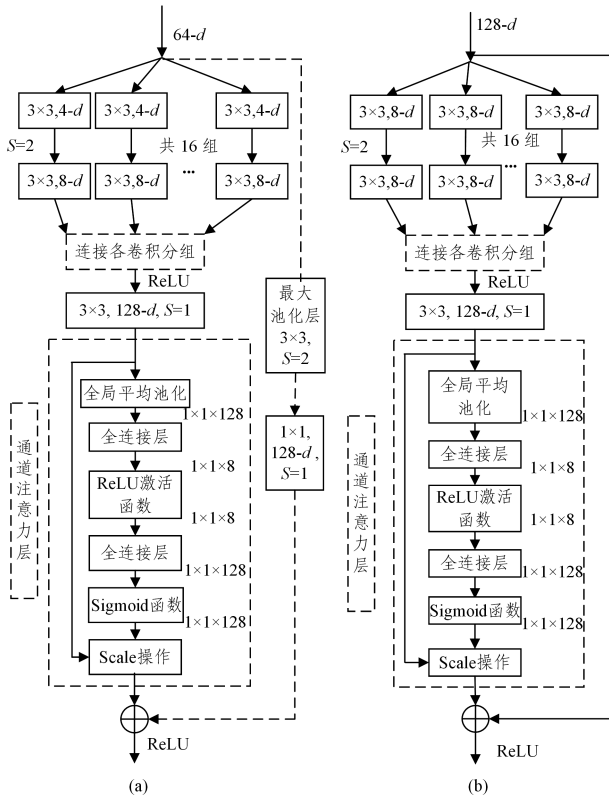 64-d
3×3,4-d
3×3,4-d
3×3,4-d
S=2
共 16 组
3×3,8-d
3×3,8-d
...
3×3,8-d
连接各卷积分组
ReLU
3×3, 128-d, S=1
最大
池化层
3×3,
S=2
1×1,
128-d,
S=1
通道注意力层
全局平均池化
1×1×128
全连接层
1×1×8
ReLU激活
函数
1×1×8
全连接层
1×1×128
Sigmoid函数
1×1×128
Scale操作
ReLU
(a)
128-d
3×3,8-d
3×3,8-d
3×3,8-d
S=2
共 16 组
3×3,8-d
3×3,8-d
...
3×3,8-d
连接各卷积分组
ReLU
3×3, 128-d, S=1
通道注意力层
全局平均
池化
1×1×128
全连接层
1×1×8
ReLU激活
函数
1×1×8
全连接层
1×1×128
Sigmoid函数
1×1×128
Scale操作
ReLU
(b)